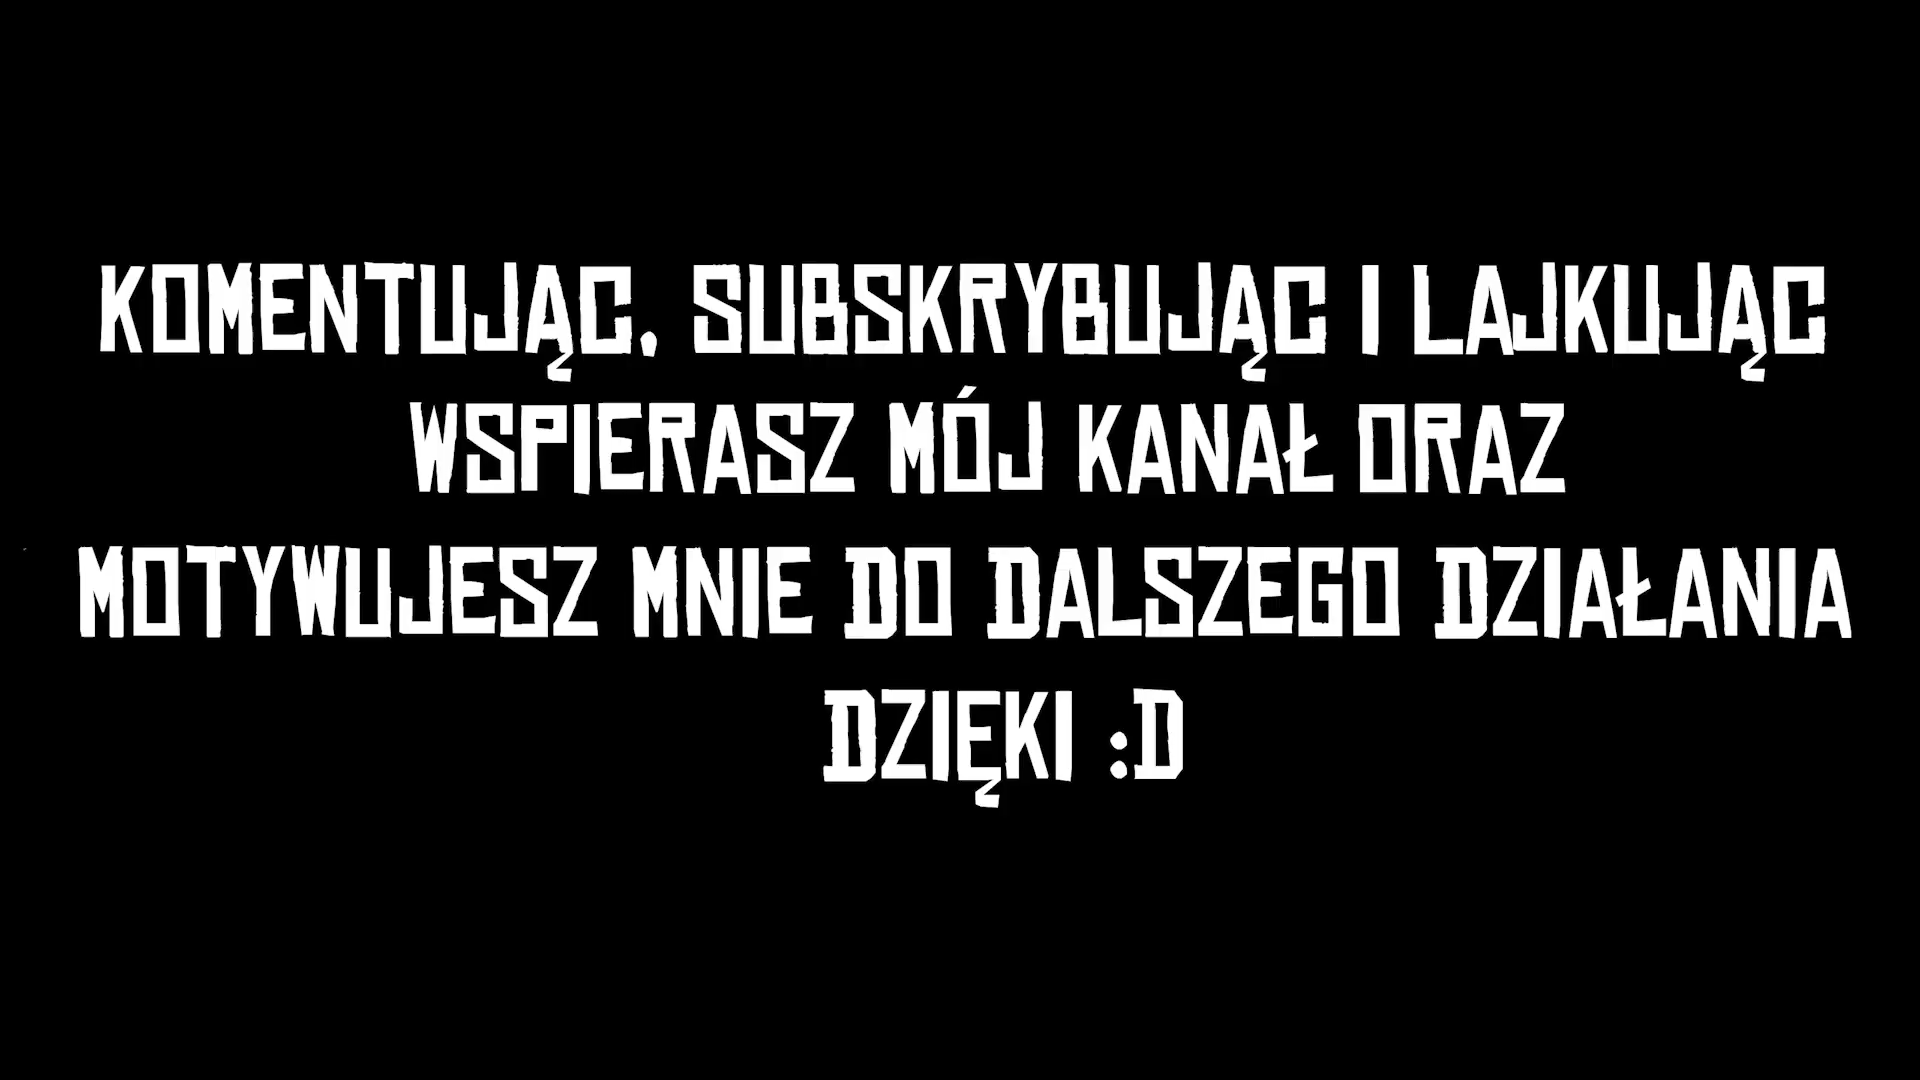 KOMENTUJĄC, SUBSKRYBUJĄC I LAJKUJĄC
WSPIERASZ MÓJ KANAŁ ORAZ
MOTYWUJESZ MNIE DO DALSZEGO DZIAŁANIA
DZIĘKI :D